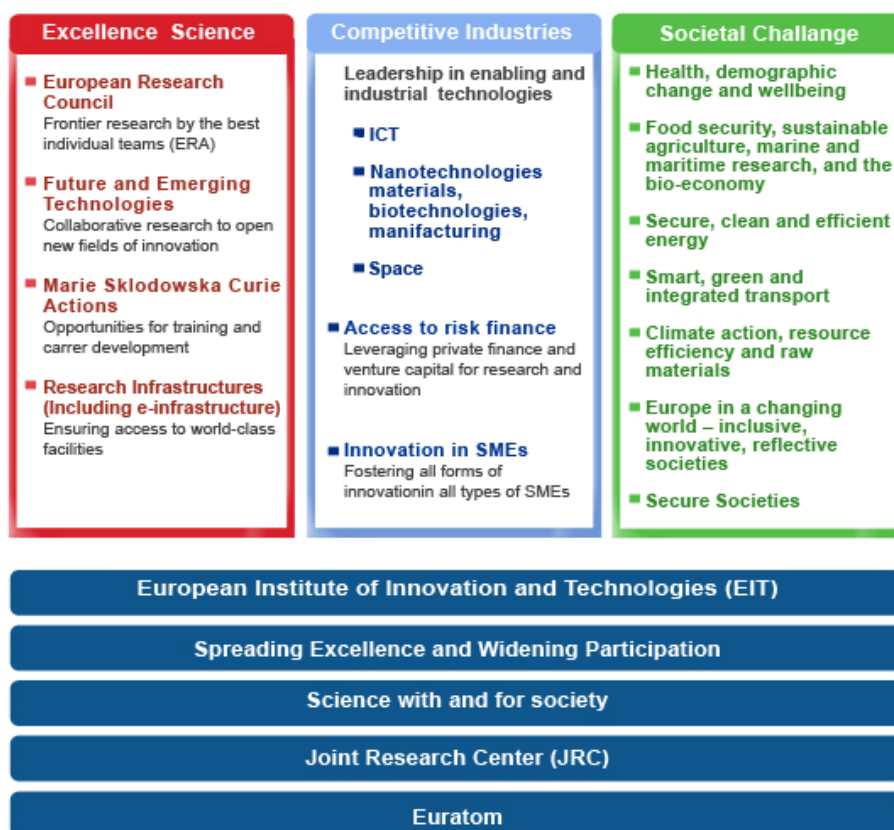 Excellence Science
European Research
Council
Frontier research by the best
individual teams (ERA)
Future and Emerging
Technologies
Collaborative research to open
new fields of innovation
Marie Sklodowska Curie
Actions
Opportunities for training and
carrer development
Research Infrastructures
(Including e-infrastructure)
Ensuring access to world-class
facilities
Competitive Industries
Leadership in enabling and
industrial technologies
ICT
Nanotechnologies
materials,
biotechnologies,
manifacturing
Space
Access to risk finance
Leveraging private finance and
venture capital for research and
innovation
Innovation in SMEs
Fostering all forms of
innovationin all types of SMEs
Societal Challange
Health, demographic
change and wellbeing
Food security, sustainable
agriculture, marine and
maritime research, and the
bio-economy
Secure, clean and efficient
energy
Smart, green and
integrated transport
Climate action, resource
efficiency and raw
materials
Europe in a changing
world – inclusive,
innovative, reflective
societies
Secure Societies
European Institute of Innovation and Technologies (EIT)
Spreading Excellence and Widening Participation
Science with and for society
Joint Research Center (JRC)
Euratom